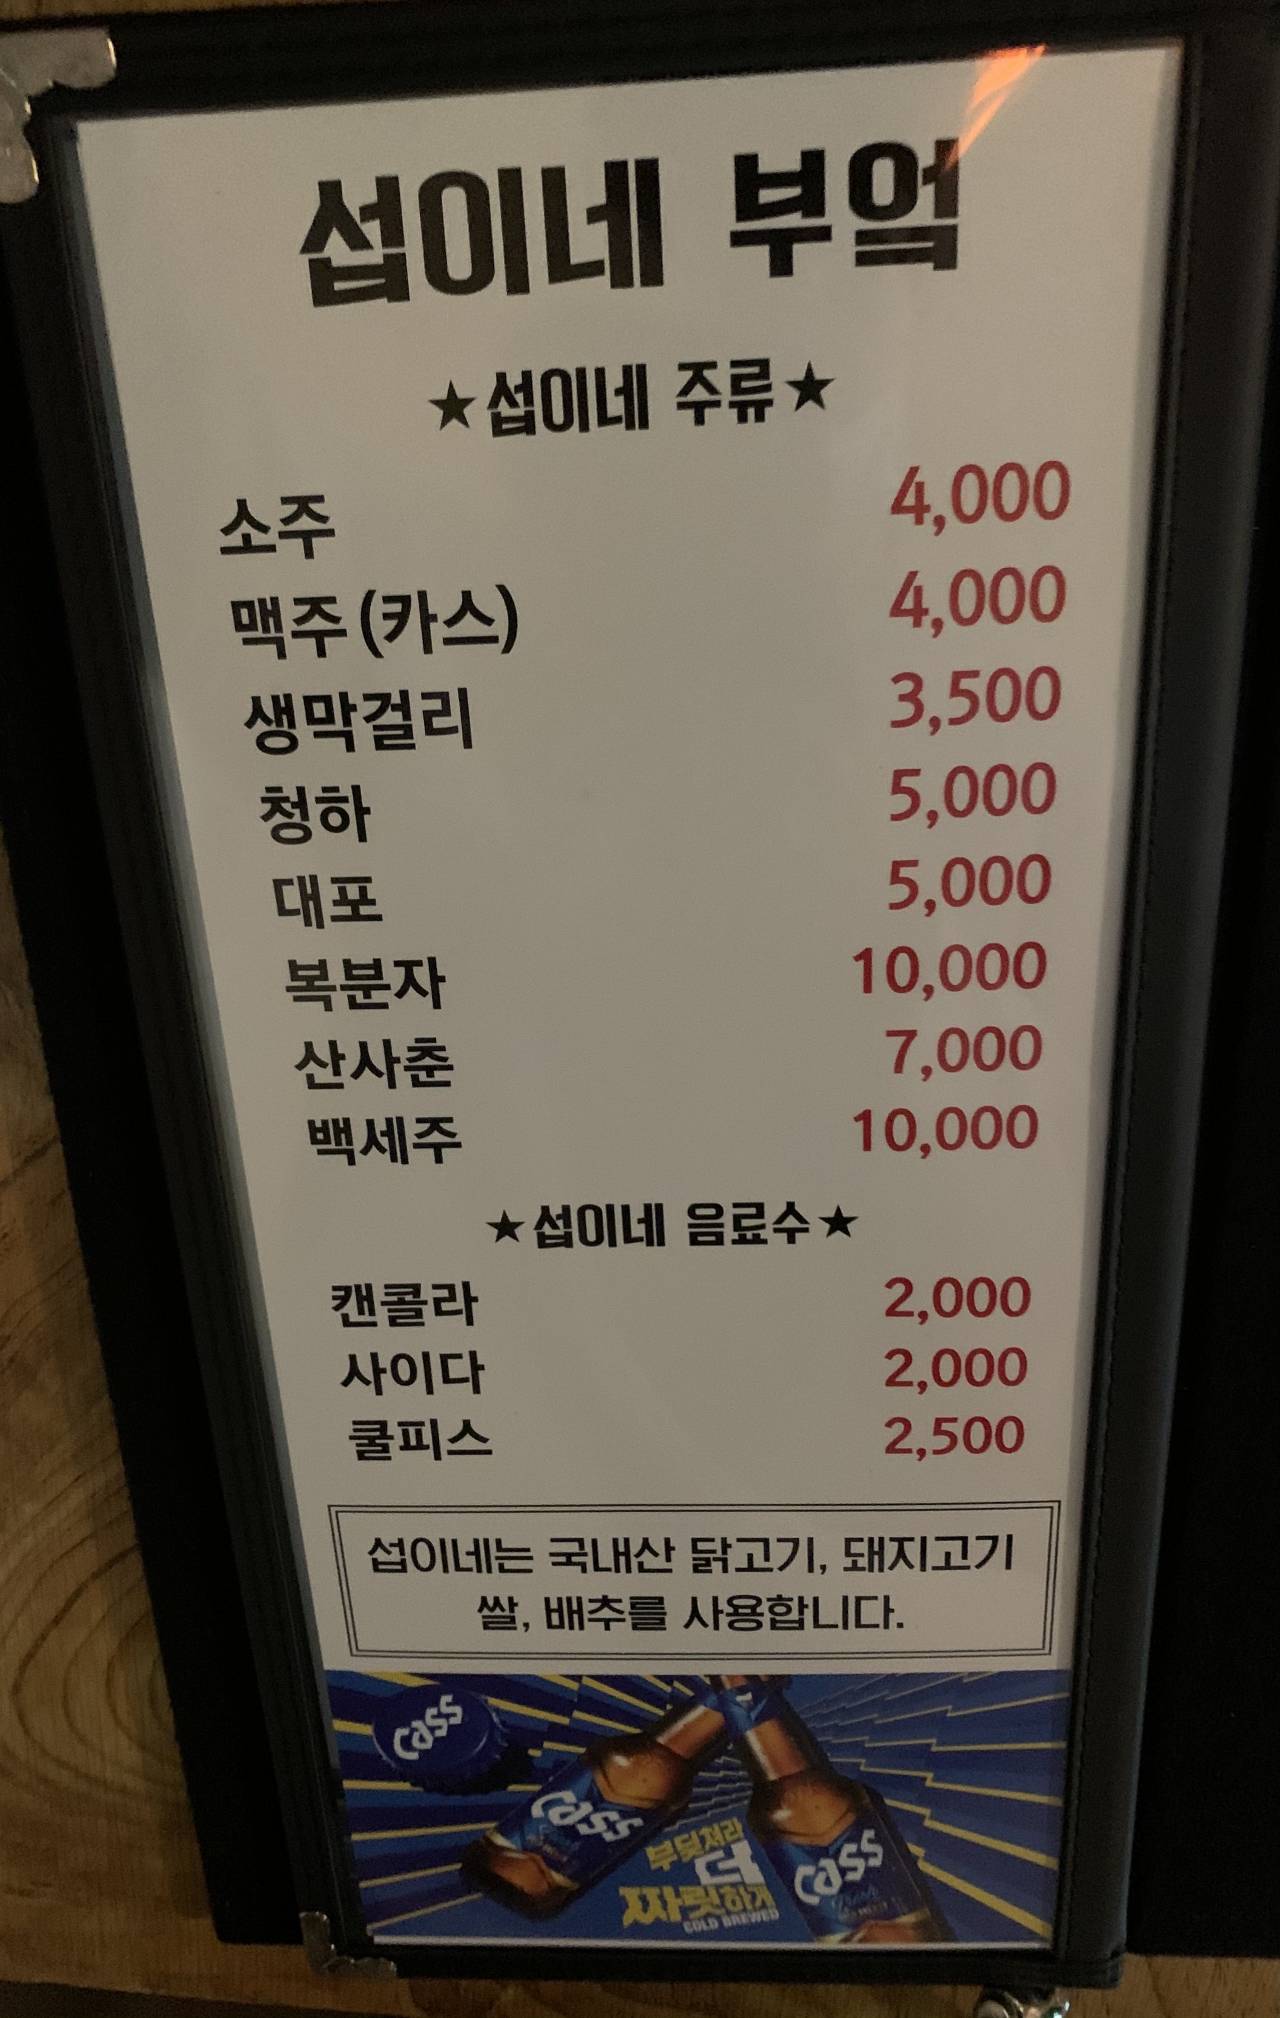 섭이네 부엌
★섭이네 주류★
소주 4,000
맥주(카스) 4,000
생막걸리 3,500
청하 5,000
대포 5,000
복분자 10,000
산사춘 7,000
백세주 10,000
★섭이네 음료수★
캔콜라 2,000
사이다 2,000
쿨피스 2,500
섭이네는 국내산 닭고기, 돼지고기
쌀, 배추를 사용합니다.
Cass
Cass
Cass
Fresh
부딪쳐라
더
짜릿하게
COLD BREWED